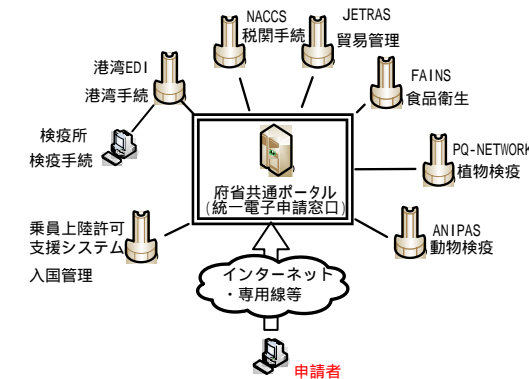 NACCS
税関手続
JETRAS
貿易管理
港湾EDI
港湾手続
FAINS
食品衛生
検疫所
検疫手続
PQ-NETWORK
植物検疫
府省共通ポータル
(統一電子申請窓口)
乗員上陸許可
支援システム
入国管理
ANIPAS
動物検疫
インターネット
・専用線等
申請者